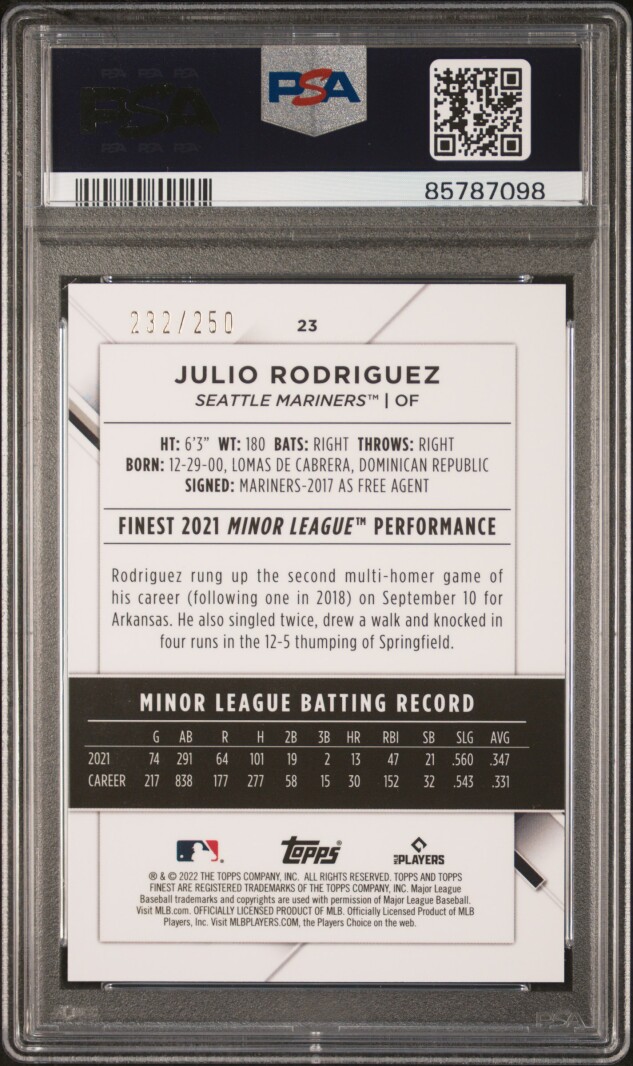 PSA PSA PSA
PSA
PSA PSA PSA
PSA
85787098
232/250
23
JULIO RODRIGUEZ
SEATTLE MARINERS™ | OF
HT: 6'3" WT: 180 BATS: RIGHT THROWS: RIGHT
BORN: 12-29-00, LOMAS DE CABRERA, DOMINICAN REPUBLIC
SIGNED: MARINERS-2017 AS FREE AGENT
FINEST 2021 MINOR LEAGUE™ PERFORMANCE
Rodriguez rung up the second multi-homer game of
his career (following one in 2018) on September 10 for
Arkansas. He also singled twice, drew a walk and knocked in
four runs in the 12-5 thumping of Springfield.
MINOR LEAGUE BATTING RECORD
G AB R H 2B 3B HR RBI SB SLG AVG
2021 74 291 64 101 19 2 13 47 21 .560 .347
CAREER 217 838 177 277 58 15 30 152 32 .543 .331
Topps®
MLB PLAYERS
® & © 2022 THE TOPPS COMPANY, INC. ALL RIGHTS RESERVED. TOPPS AND TOPPS
FINEST ARE REGISTERED TRADEMARKS OF THE TOPPS COMPANY, INC. Major League
Baseball trademarks and copyrights are used with permission of Major League Baseball.
Visit MLB.com. OFFICIALLY LICENSED PRODUCT OF MLB. Officially Licensed Product of MLB
Players, Inc. Visit MLBPLAYERS.COM, the Players Choice on the web.
PSA